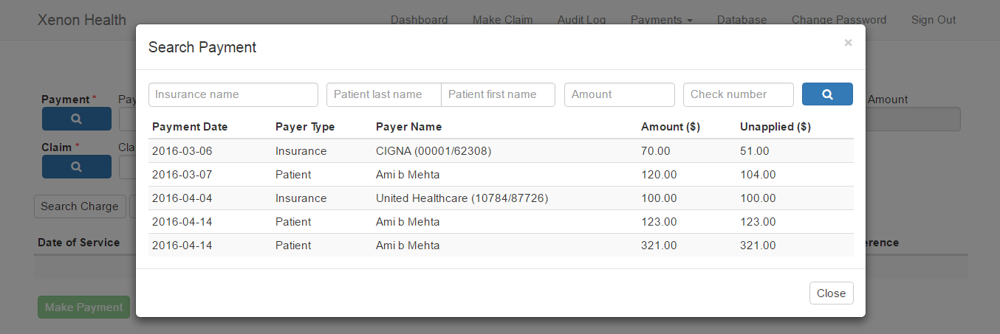 Xenon Health Dashboard Make Claim Audit Log Payments Database Change Password Sign Out
Search Payment ×
Insurance name Patient last name Patient first name Amount Check number
Payment * Pay Amount
Payment Date Payer Type Payer Name Amount ($) Unapplied ($)
Claim * Cla
2016-03-06 Insurance CIGNA (00001/62308) 70.00 51.00
2016-03-07 Patient Ami b Mehta 120.00 104.00
2016-04-04 Insurance United Healthcare (10784/87726) 100.00 100.00
Search Charge
2016-04-14 Patient Ami b Mehta 123.00 123.00
Date of Service erence
2016-04-14 Patient Ami b Mehta 321.00 321.00
Close
Make Payment